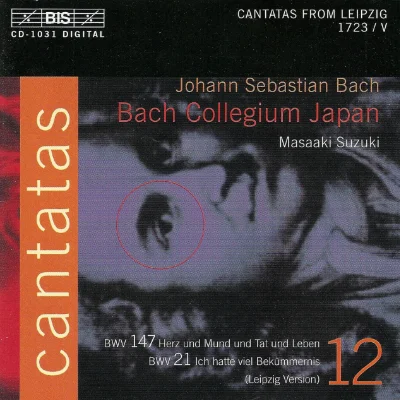 BIS
CD-1031 DIGITAL
CANTATAS FROM LEIPZIG
1723 / V
Johann Sebastian Bach
Bach Collegium Japan
Masaaki Suzuki
cantatas
BWV 147 Herz und Mund und Tat und Leben
BWV 21 Ich hatte viel Bekümmernis
(Leipzig Version)
12